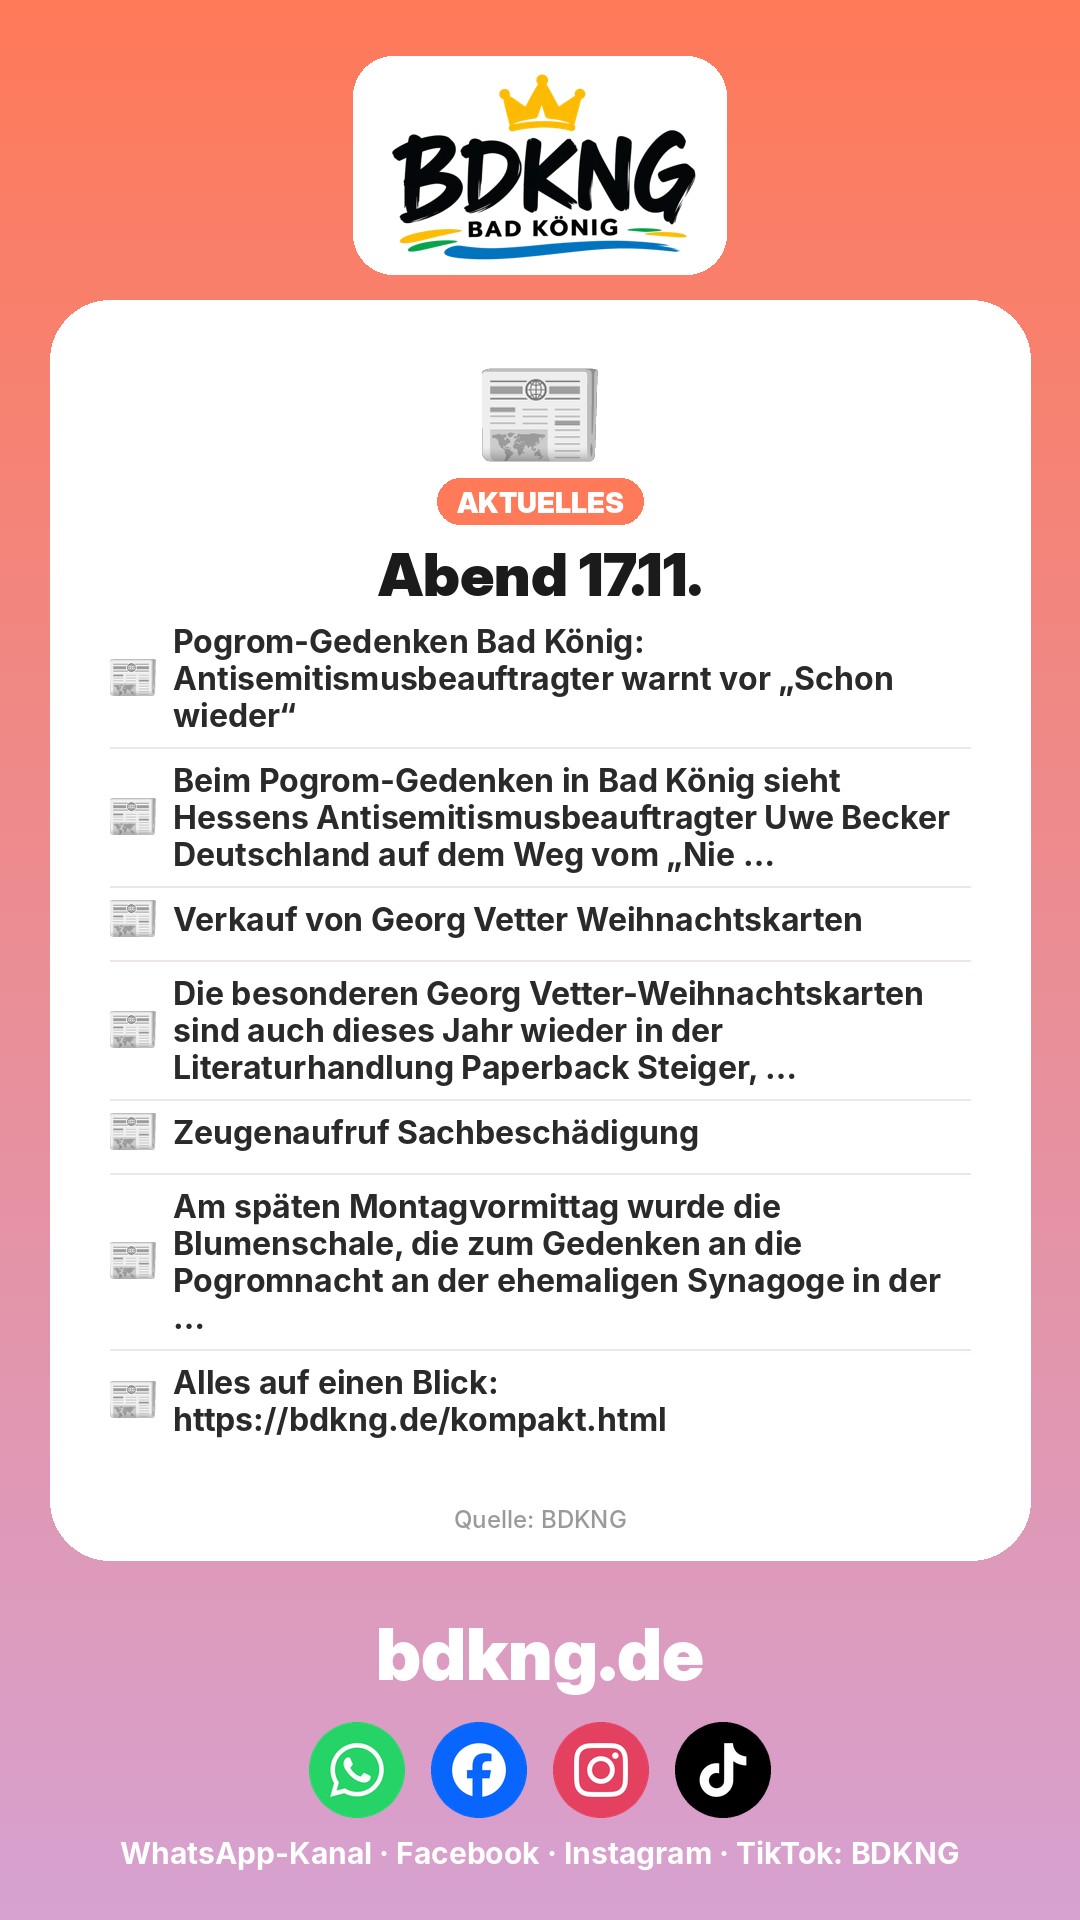 BDKNG
BAD KÖNIG
AKTUELLES
Abend 17.11.
Pogrom-Gedenken Bad König:
Antisemitismusbeauftragter warnt vor „Schon
wieder“
Beim Pogrom-Gedenken in Bad König sieht
Hessens Antisemitismusbeauftragter Uwe Becker
Deutschland auf dem Weg vom „Nie ...
Verkauf von Georg Vetter Weihnachtskarten
Die besonderen Georg Vetter-Weihnachtskarten
sind auch dieses Jahr wieder in der
Literaturhandlung Paperback Steiger, ...
Zeugenaufruf Sachbeschädigung
Am späten Montagvormittag wurde die
Blumenschale, die zum Gedenken an die
Pogromnacht an der ehemaligen Synagoge in der
...
Alles auf einen Blick:
https://bdkng.de/kompakt.html
Quelle: BDKNG
bdkng.de
WhatsApp-Kanal · Facebook · Instagram · TikTok: BDKNG